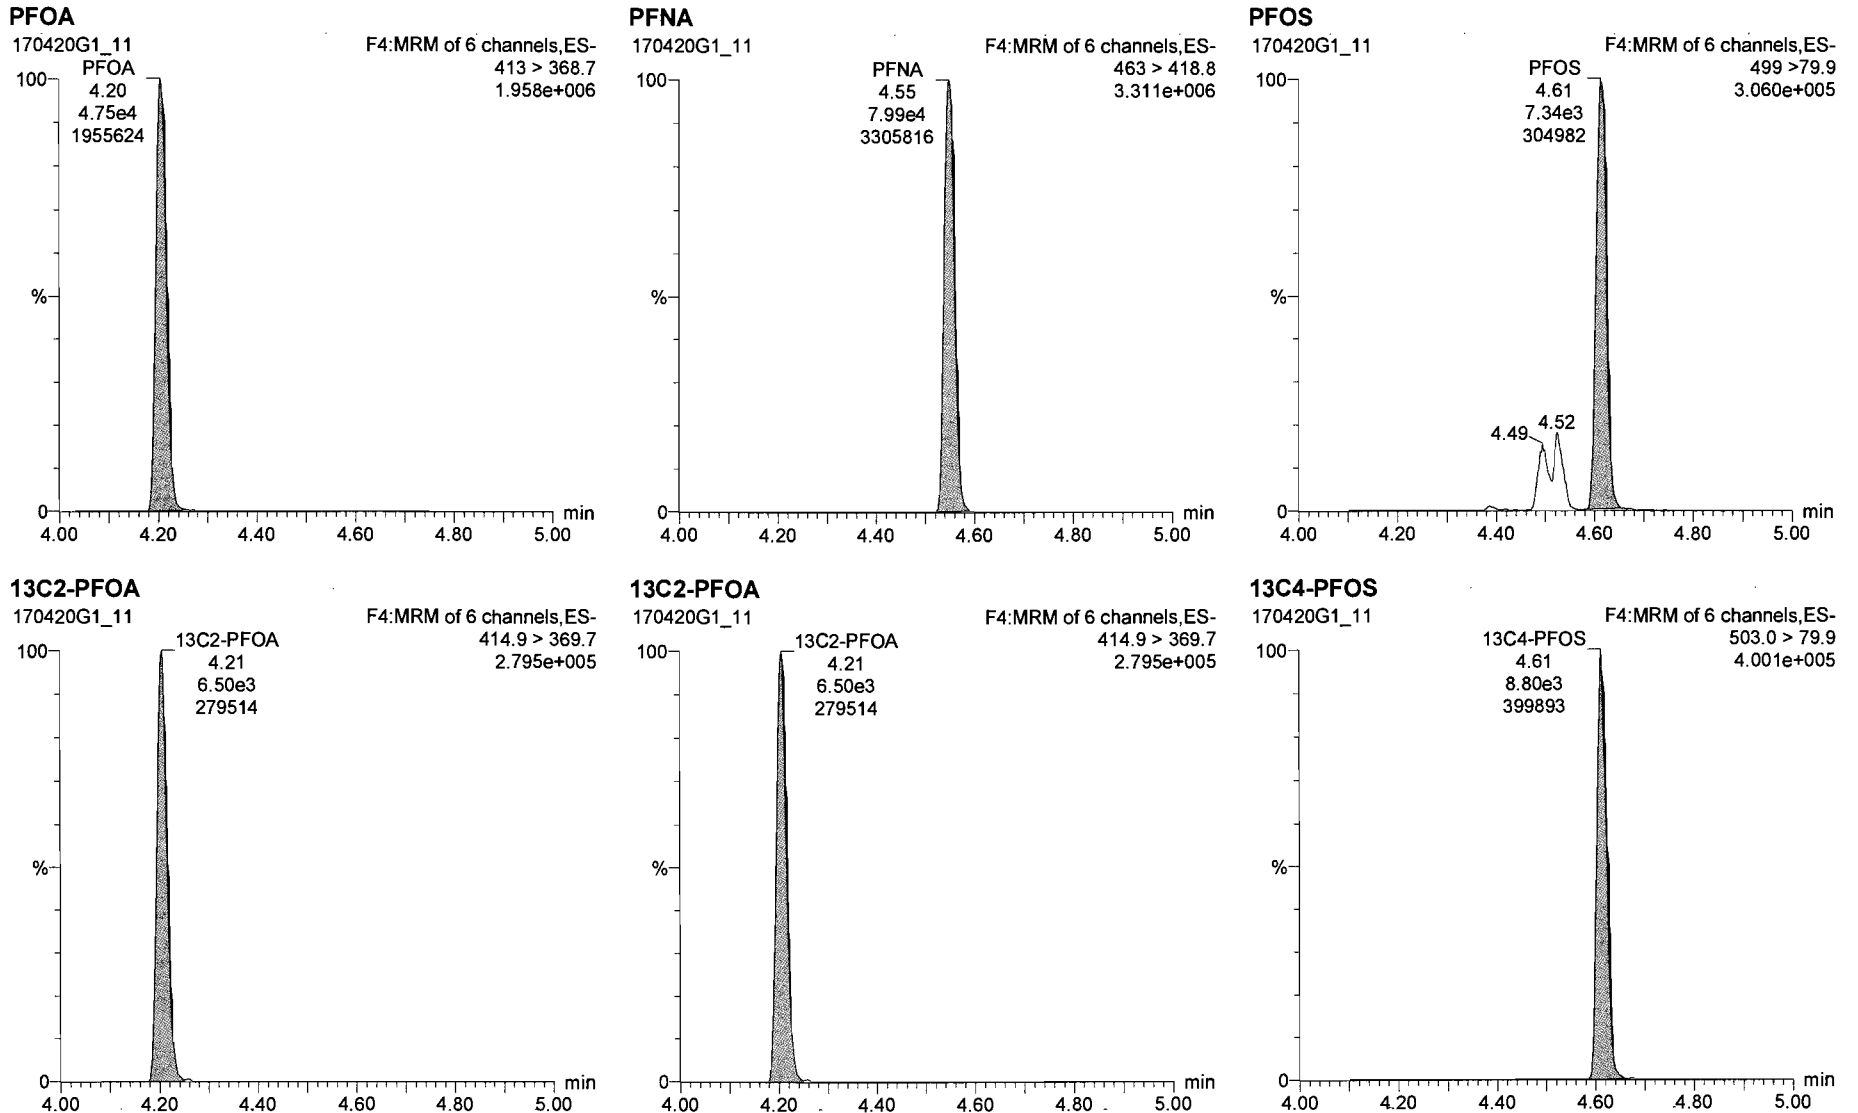 PFOA
170420G1_11
F4:MRM of 6 channels,ES-
413 > 368.7
1.958e+006
PFOA
4.20
4.75e4
1955624
100
%
0
min
4.00 4.20 4.40 4.60 4.80 5.00
PFNA
170420G1_11
F4:MRM of 6 channels,ES-
463 > 418.8
3.311e+006
PFNA
4.55
7.99e4
3305816
100
%
0
min
4.00 4.20 4.40 4.60 4.80 5.00
PFOS
170420G1_11
F4:MRM of 6 channels,ES-
499 >79.9
3.060e+005
PFOS
4.61
7.34e3
304982
100
%
4.49 4.52
0
min
4.00 4.20 4.40 4.60 4.80 5.00
13C2-PFOA
170420G1_11
F4:MRM of 6 channels,ES-
414.9 > 369.7
2.795e+005
13C2-PFOA
4.21
6.50e3
279514
100
%
0
min
4.00 4.20 4.40 4.60 4.80 5.00
13C2-PFOA
170420G1_11
F4:MRM of 6 channels,ES-
414.9 > 369.7
2.795e+005
13C2-PFOA
4.21
6.50e3
279514
100
%
0
min
4.00 4.20 4.40 4.60 4.80 5.00
13C4-PFOS
170420G1_11
F4:MRM of 6 channels,ES-
503.0 > 79.9
4.001e+005
13C4-PFOS
4.61
8.80e3
399893
100
%
0
min
4.00 4.20 4.40 4.60 4.80 5.00